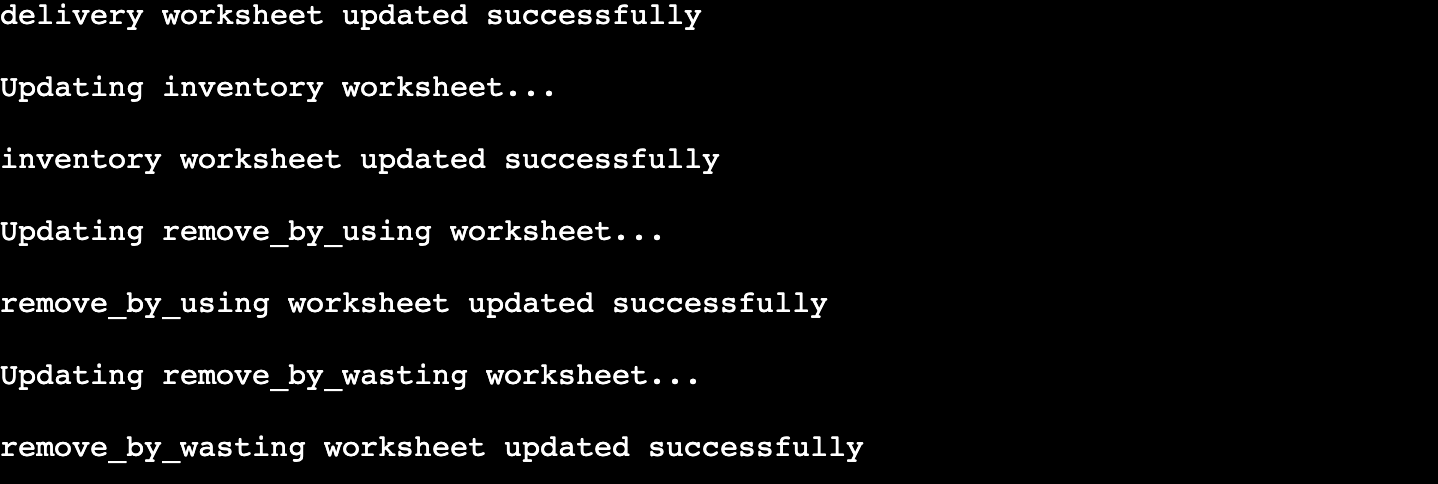 delivery worksheet updated successfully
Updating inventory worksheet...
inventory worksheet updated successfully
Updating remove_by_using worksheet...
remove_by_using worksheet updated successfully
Updating remove_by_wasting worksheet...
remove_by_wasting worksheet updated successfully